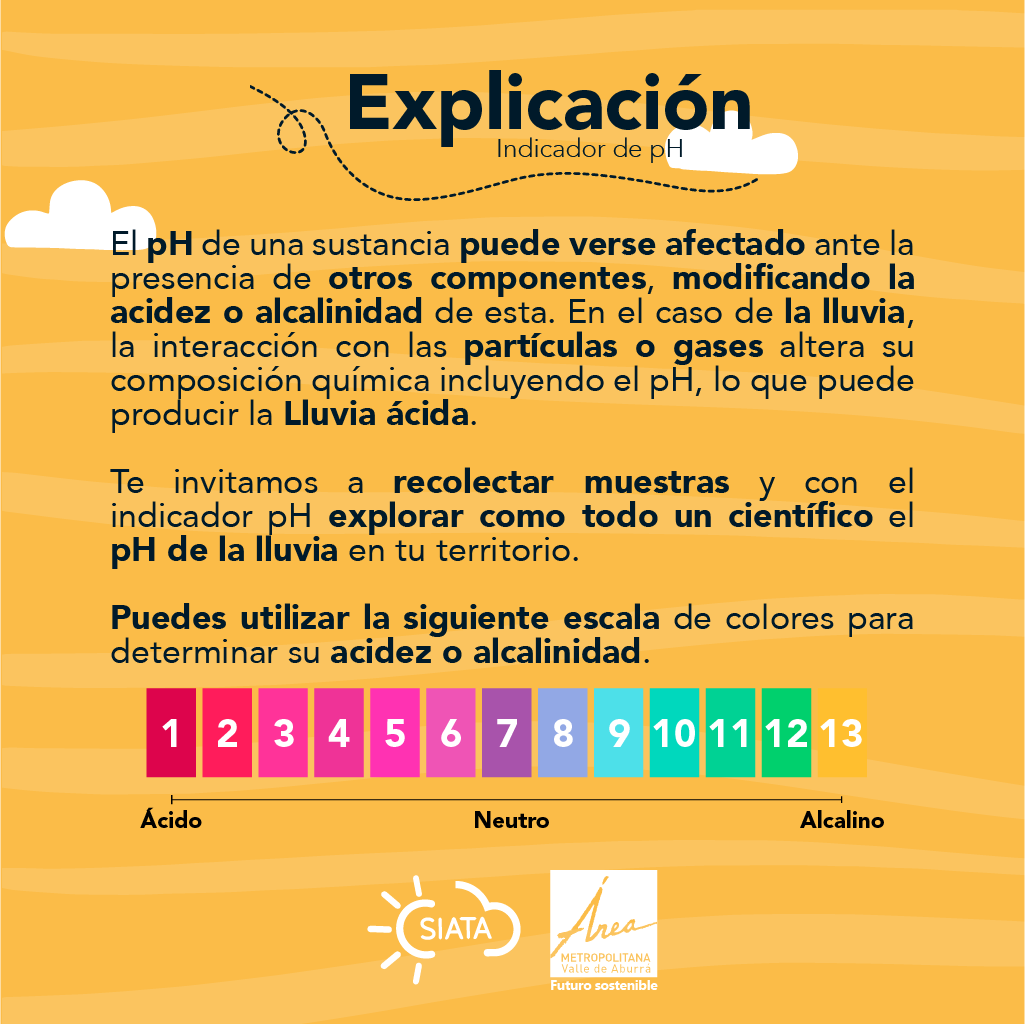 Explicación
Indicador de pH
El pH de una sustancia puede verse afectado ante la
presencia de otros componentes, modificando la
acidez o alcalinidad de esta. En el caso de la lluvia,
la interacción con las partículas o gases altera su
composición química incluyendo el pH, lo que puede
producir la Lluvia ácida.
Te invitamos a recolectar muestras y con el
indicador pH explorar como todo un científico el
pH de la lluvia en tu territorio.
Puedes utilizar la siguiente escala de colores para
determinar su acidez o alcalinidad.
1 2 3 4 5 6 7 8 9 10 11 12 13
Ácido Neutro Alcalino
SIATA
Área
METROPOLITANA
Valle de Aburrá
Futuro sostenible